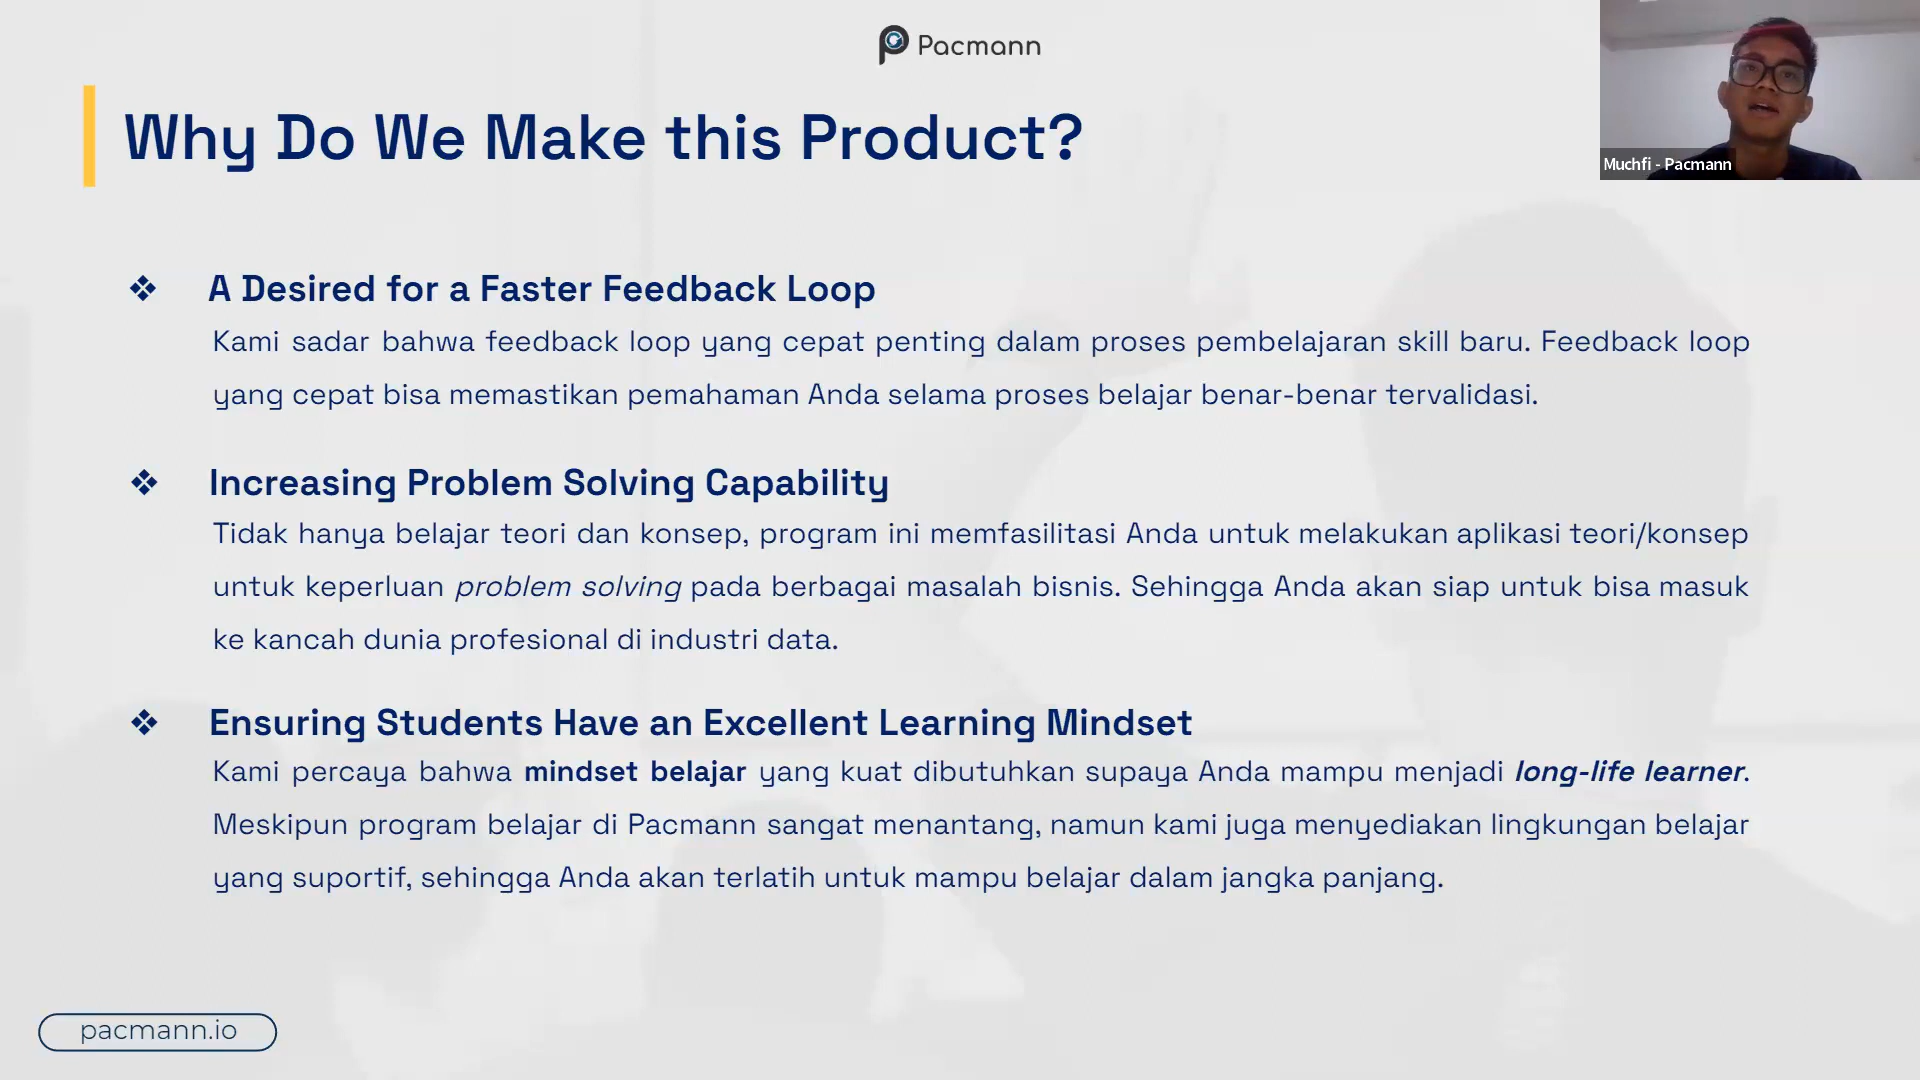 Pacmann
Why Do We Make this Product?
Muchfi - Pacmann
❖ A Desired for a Faster Feedback Loop
Kami sadar bahwa feedback loop yang cepat penting dalam proses pembelajaran skill baru. Feedback loop
yang cepat bisa memastikan pemahaman Anda selama proses belajar benar-benar tervalidasi.
❖ Increasing Problem Solving Capability
Tidak hanya belajar teori dan konsep, program ini memfasilitasi Anda untuk melakukan aplikasi teori/konsep
untuk keperluan problem solving pada berbagai masalah bisnis. Sehingga Anda akan siap untuk bisa masuk
ke kancah dunia profesional di industri data.
❖ Ensuring Students Have an Excellent Learning Mindset
Kami percaya bahwa mindset belajar yang kuat dibutuhkan supaya Anda mampu menjadi long-life learner.
Meskipun program belajar di Pacmann sangat menantang, namun kami juga menyediakan lingkungan belajar
yang suportif, sehingga Anda akan terlatih untuk mampu belajar dalam jangka panjang.
pacmann.io